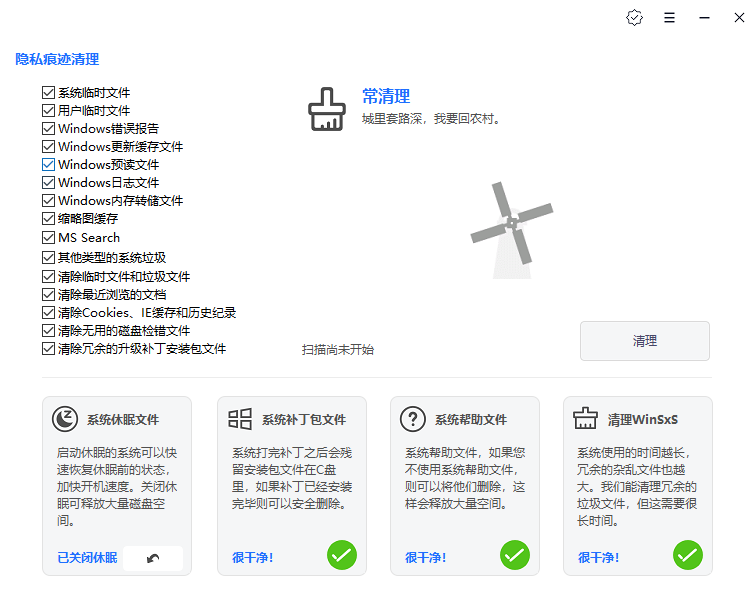 隐私痕迹清理
系统临时文件
用户临时文件
Windows错误报告
Windows更新缓存文件
Windows预读文件
Windows日志文件
Windows内存转储文件
缩略图缓存
MS Search
其他类型的系统垃圾
清除临时文件和垃圾文件
清除最近浏览的文档
清除Cookies、IE缓存和历史纪录
清除无用的磁盘检错文件
清除冗余的升级补丁安装包文件
常清理
城里套路深，我要回农村。
扫描尚未开始
清理
系统休眠文件
启动休眠的系统可以快
速恢复休眠前的状态，
加快开机速度。关闭休
眠可释放大量磁盘空
间。
已关闭休眠
系统补丁包文件
系统打完补丁之后会残
留安装包文件在C盘
里，如果补丁已经安装
完毕则可以安全删除。
很干净!
系统帮助文件
系统帮助文件，如果您
不使用系统帮助文件，
则可以将他们删除，这
样会释放大量空间。
很干净!
清理WinSxS
系统使用的时间越长，
冗余的杂乱文件也越
大。我们能清理冗余的
垃圾文件，但这需要很
长时间。
很干净!